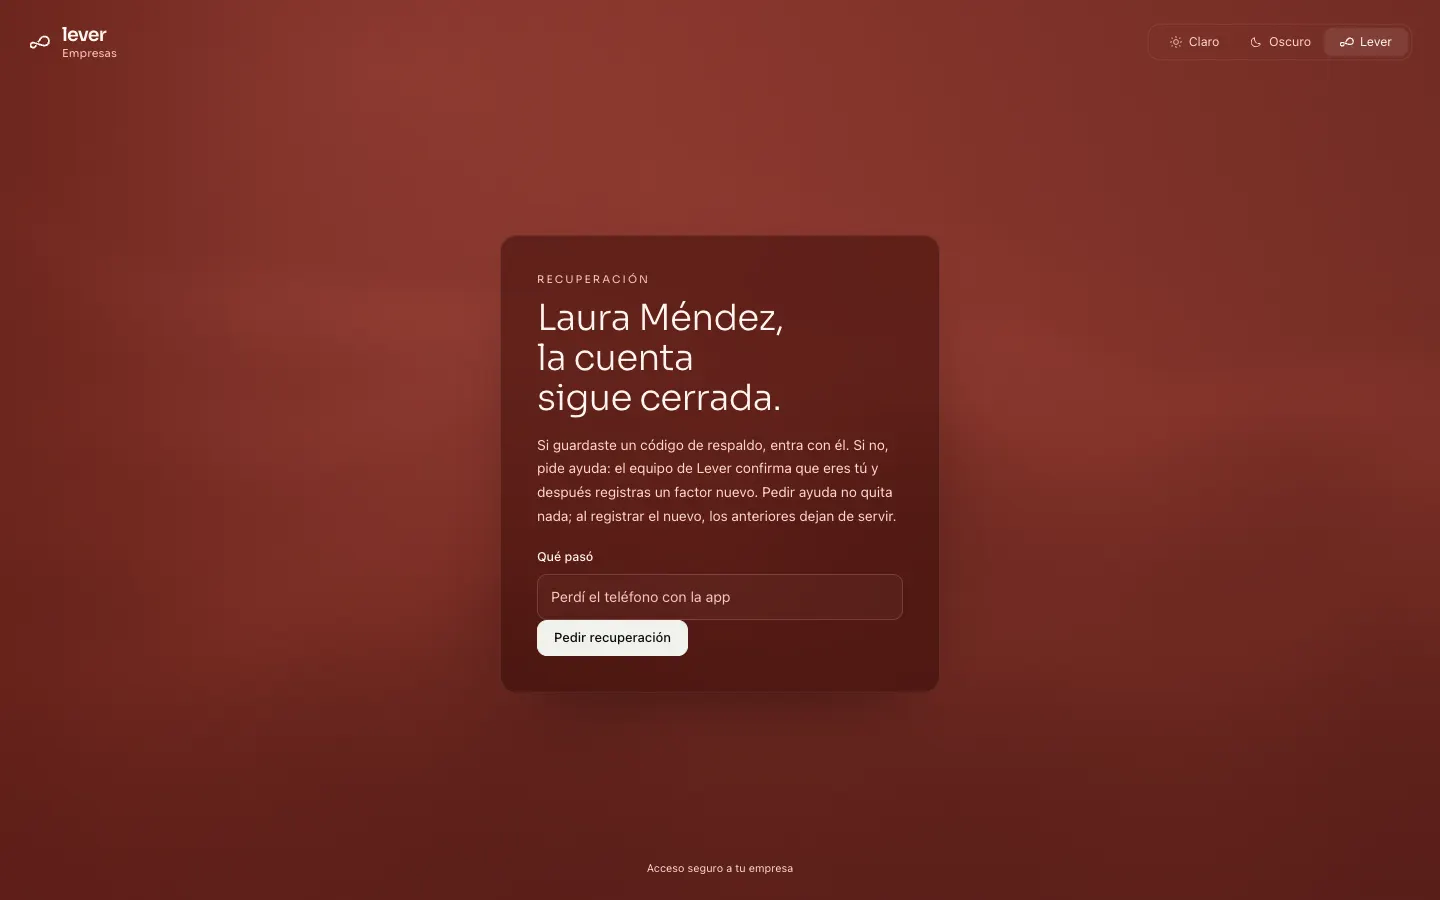 lever
Empresas
Claro
Oscuro
Lever
RECUPERACIÓN
Laura Méndez,
la cuenta
sigue cerrada.
Si guardaste un código de respaldo, entra con él. Si no,
pide ayuda: el equipo de Lever confirma que eres tú y
después registras un factor nuevo. Pedir ayuda no quita
nada; al registrar el nuevo, los anteriores dejan de servir.
Qué pasó
Perdí el teléfono con la app
Pedir recuperación
Acceso seguro a tu empresa